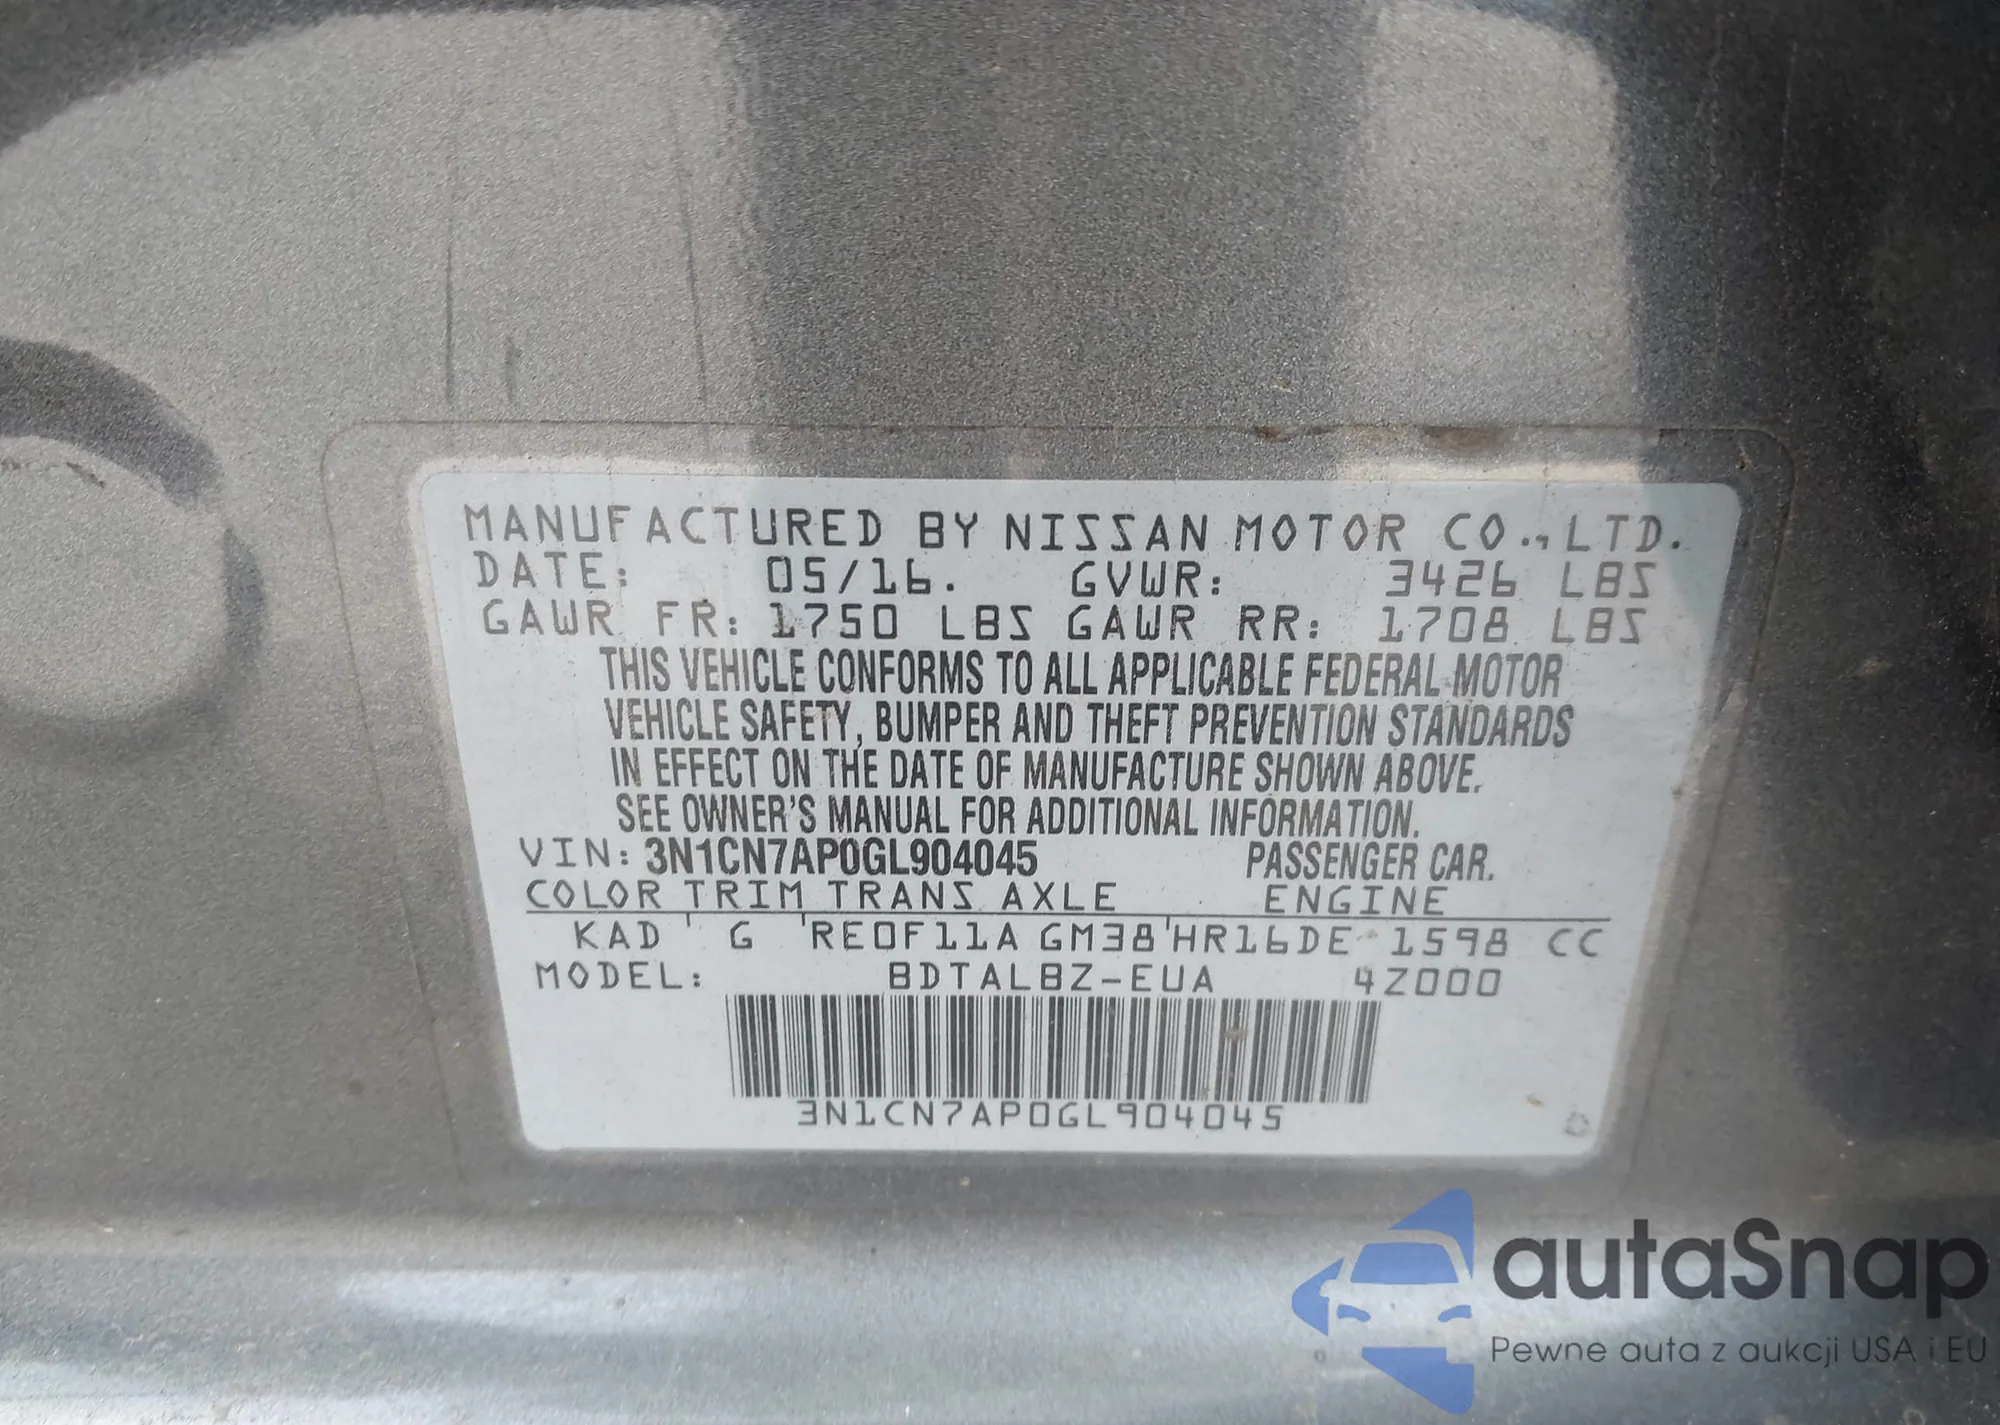 MANUFACTURED BY NISSAN MOTOR CO., LTD.
DATE: 05/16. GVWR: 3426 LBS
GAWR FR: 1750 LBS GAWR RR: 1708 LBS
THIS VEHICLE CONFORMS TO ALL APPLICABLE FEDERAL MOTOR
VEHICLE SAFETY, BUMPER AND THEFT PREVENTION STANDARDS
IN EFFECT ON THE DATE OF MANUFACTURE SHOWN ABOVE.
SEE OWNER'S MANUAL FOR ADDITIONAL INFORMATION.
VIN: 3N1CN7AP0GL904045 PASSENGER CAR.
COLOR TRIM TRANS AXLE ENGINE
KAD G RE0F11A GM38 HR16DE 1598 CC
MODEL: BDTALBZ-EUA 4Z000
3N1CN7AP0GL904045
autaSnap
Pewne auta z aukcji USA i EU